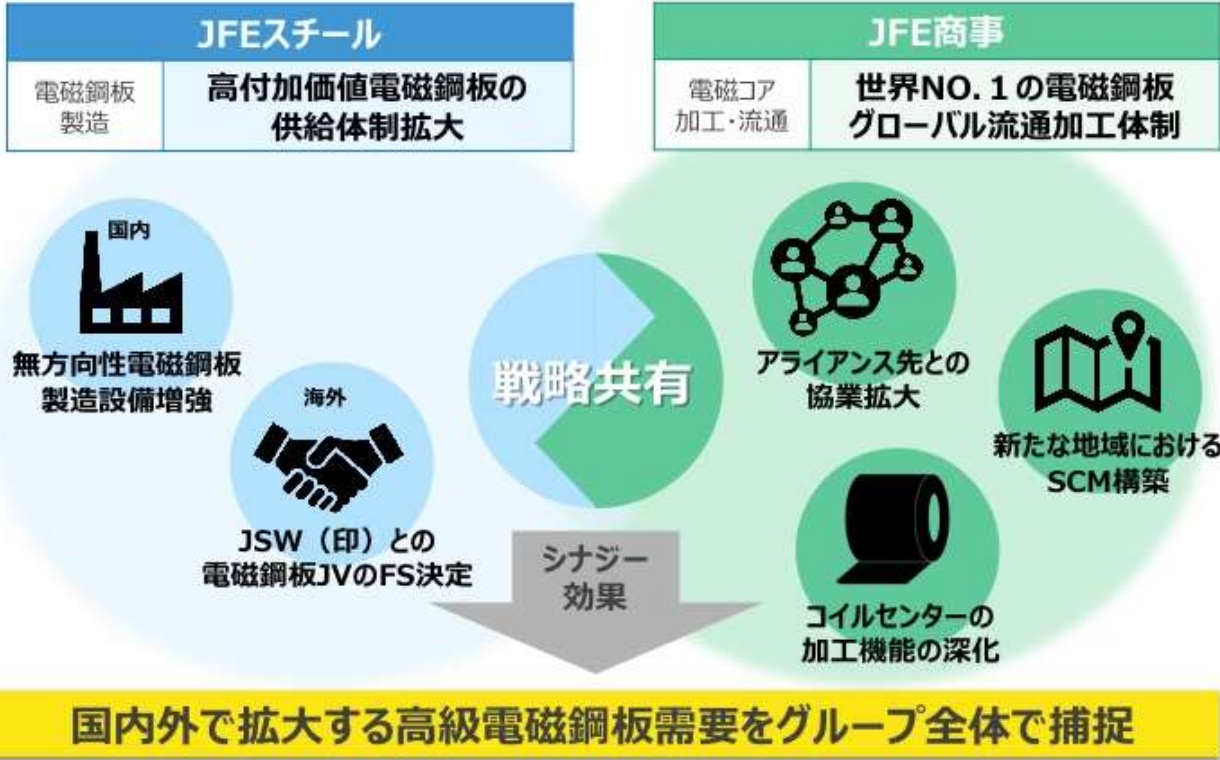 JFEスチール
電磁鋼板
製造
高付加価値電磁鋼板の
供給体制拡大
JFE商事
電磁コア
加工・流通
世界NO.1の電磁鋼板
グローバル流通加工体制
国内
無方向性電磁鋼板
製造設備増強
海外
JSW（印）との
電磁鋼板JVのFS決定
戦略共有
アライアンス先との
協業拡大
新たな地域における
SCM構築
コイルセンターの
加工機能の深化
シナジー
効果
国内外で拡大する高級電磁鋼板需要をグループ全体で捕捉